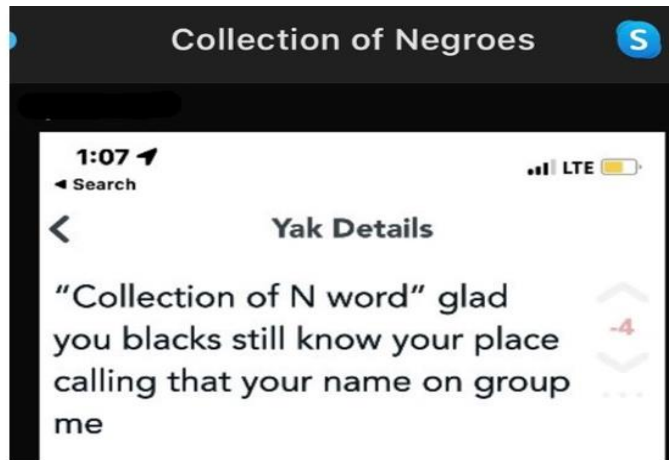 Collection of Negroes
S
1:07
◄ Search
LTE
Yak Details
“Collection of N word” glad
you blacks still know your place
-4
calling that your name on group
me